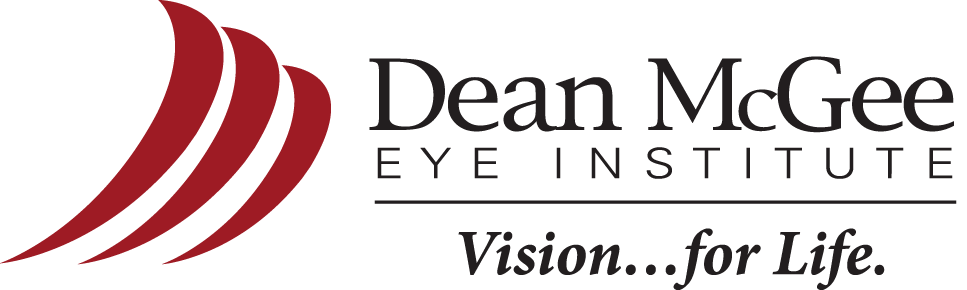 Dean McGee
EYE INSTITUTE
Vision...for Life.